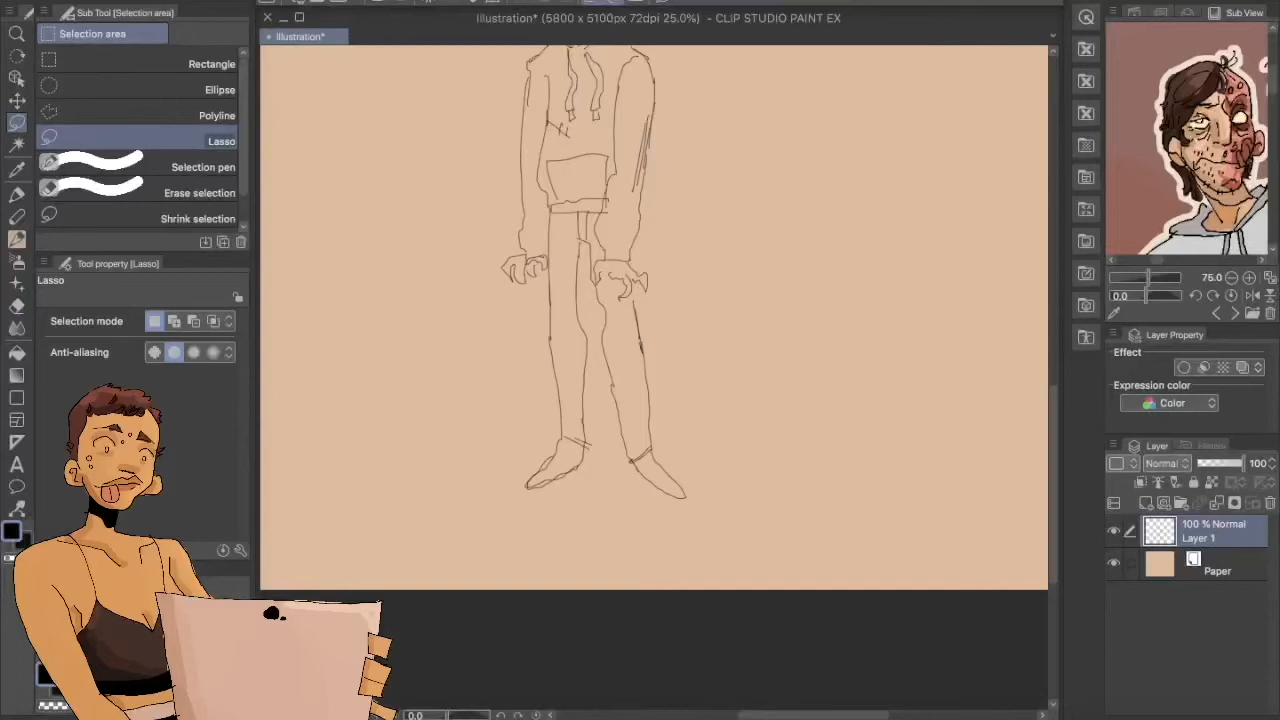 Sub Tool [Selection area]
Selection area
Rectangle
Ellipse
Polyline
Lasso
Selection pen
Erase selection
Shrink selection
Tool property [Lasso]
Lasso
Selection mode
Anti-aliasing
Illustration* (5800 x 5100px 72dpi 25.0%) - CLIP STUDIO PAINT EX
Illustration*
0.0
Sub View
75.0
0.0
Layer Property
Effect
Expression color
Color
Layer
Normal
100
100 % Normal
Layer 1
Paper